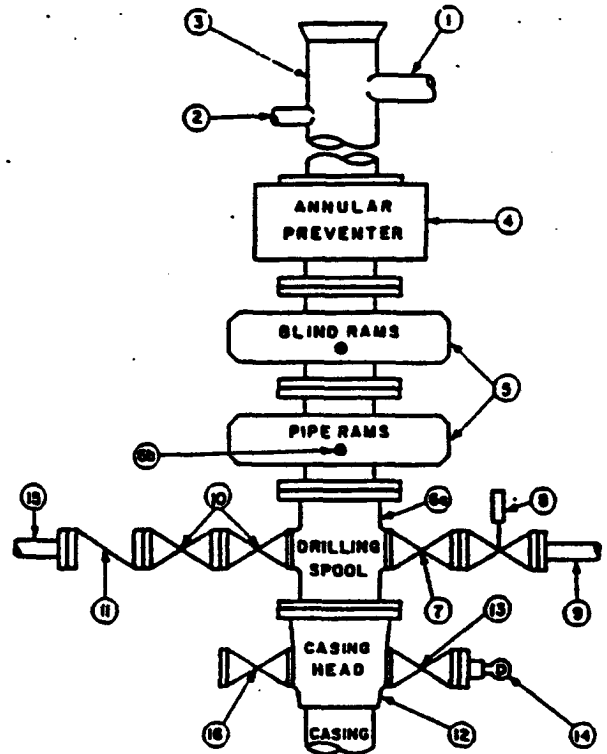 3
1
2
ANNULAR
PREVENTER
4
BLIND RAMS
5
PIPE RAMS
6b
6a
8
15
10
DRILLING
SPOOL
11
7
9
13
CASING
HEAD
16
12
14
CASING